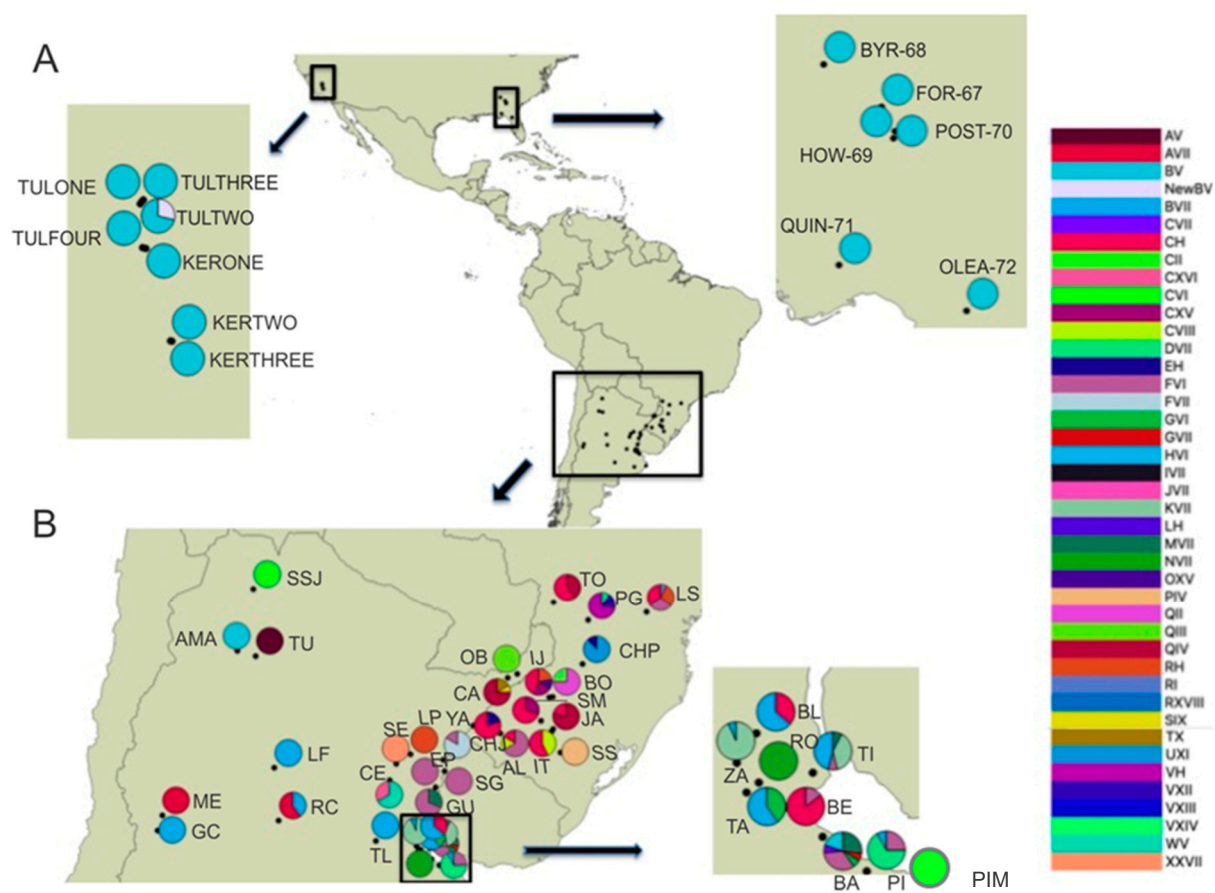 A
BYR-68
FOR-67
POST-70
HOW-69
QUIN-71
OLEA-72
TULONE
TULTHREE
TULTWO
TULFOUR
KERONE
KERTWO
KERTHREE
B
SSJ
AMA
TU
LF
ME
GC
RC
TO
PG
LS
CHP
OB
IJ
BO
CA
SM
JA
SE
LP
YA
CHJ
AL
IT
SS
EP
SG
CE
GU
TL
BL
RO
TI
ZA
TA
BE
BA
PI
PIM
AV
AVII
BV
NewBV
BVII
CVII
CH
CII
CXVI
CVI
CXV
CVIII
DVII
EH
FVI
FVII
GVI
GVII
HVI
IVII
JVII
KVII
LH
MVII
NVII
OXV
PIV
QII
QIII
QIV
RH
RI
RXVIII
SIX
TX
UXI
VH
VXII
VXIII
VXIV
WV
XXVII